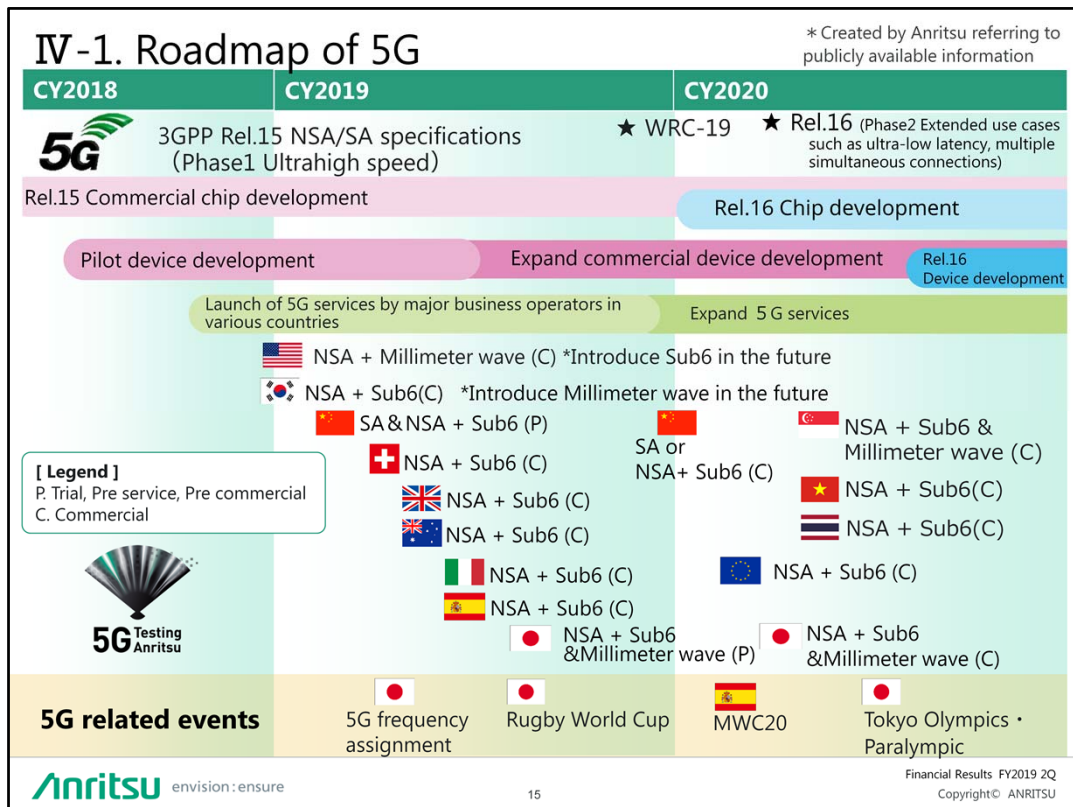 Ⅳ-1. Roadmap of 5G
* Created by Anritsu referring to
publicly available information
CY2018
CY2019
CY2020
5G
3GPP Rel.15 NSA/SA specifications
(Phase1 Ultrahigh speed)
★ WRC-19
★ Rel.16 (Phase2 Extended use cases
such as ultra-low latency, multiple
simultaneous connections)
Rel.15 Commercial chip development
Rel.16 Chip development
Pilot device development
Expand commercial device development
Rel.16
Device development
Launch of 5G services by major business operators in
various countries
Expand 5G services
NSA + Millimeter wave (C) *Introduce Sub6 in the future
NSA + Sub6(C) *Introduce Millimeter wave in the future
SA&NSA + Sub6 (P)
SA or
NSA+ Sub6 (C)
NSA + Sub6 &
Millimeter wave (C)
[ Legend ]
P. Trial, Pre service, Pre commercial
C. Commercial
NSA + Sub6 (C)
NSA + Sub6(C)
NSA + Sub6 (C)
NSA + Sub6 (C)
NSA + Sub6(C)
NSA + Sub6 (C)
NSA + Sub6 (C)
NSA + Sub6 (C)
5G Testing
Anritsu
NSA + Sub6
&Millimeter wave (P)
NSA + Sub6
&Millimeter wave (C)
5G related events
5G frequency
assignment
Rugby World Cup
MWC20
Tokyo Olympics・
Paralympic
Anritsu envision:ensure
15
Financial Results FY2019 2Q
Copyright© ANRITSU